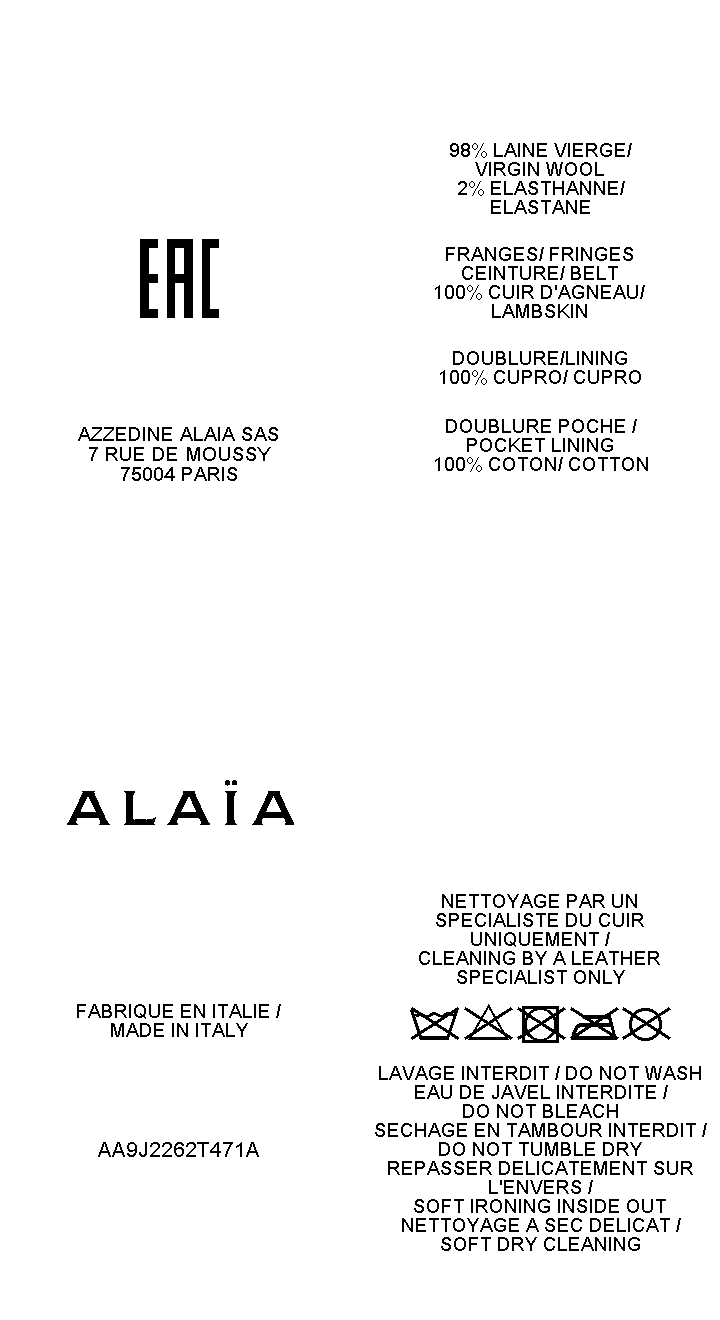 EAC
AZZEDINE ALAIA SAS
7 RUE DE MOUSSY
75004 PARIS
98% LAINE VIERGE/
VIRGIN WOOL
2% ELASTHANNE/
ELASTANE
FRANGES/ FRINGES
CEINTURE/ BELT
100% CUIR D'AGNEAU/
LAMBSKIN
DOUBLURE/LINING
100% CUPRO/ CUPRO
DOUBLURE POCHE /
POCKET LINING
100% COTON/ COTTON
ALAÏA
FABRIQUE EN ITALIE /
MADE IN ITALY
AA9J2262T471A
NETTOYAGE PAR UN
SPECIALISTE DU CUIR
UNIQUEMENT /
CLEANING BY A LEATHER
SPECIALIST ONLY
LAVAGE INTERDIT / DO NOT WASH
EAU DE JAVEL INTERDITE /
DO NOT BLEACH
SECHAGE EN TAMBOUR INTERDIT /
DO NOT TUMBLE DRY
REPASSER DELICATEMENT SUR
L'ENVERS /
SOFT IRONING INSIDE OUT
NETTOYAGE A SEC DELICAT /
SOFT DRY CLEANING